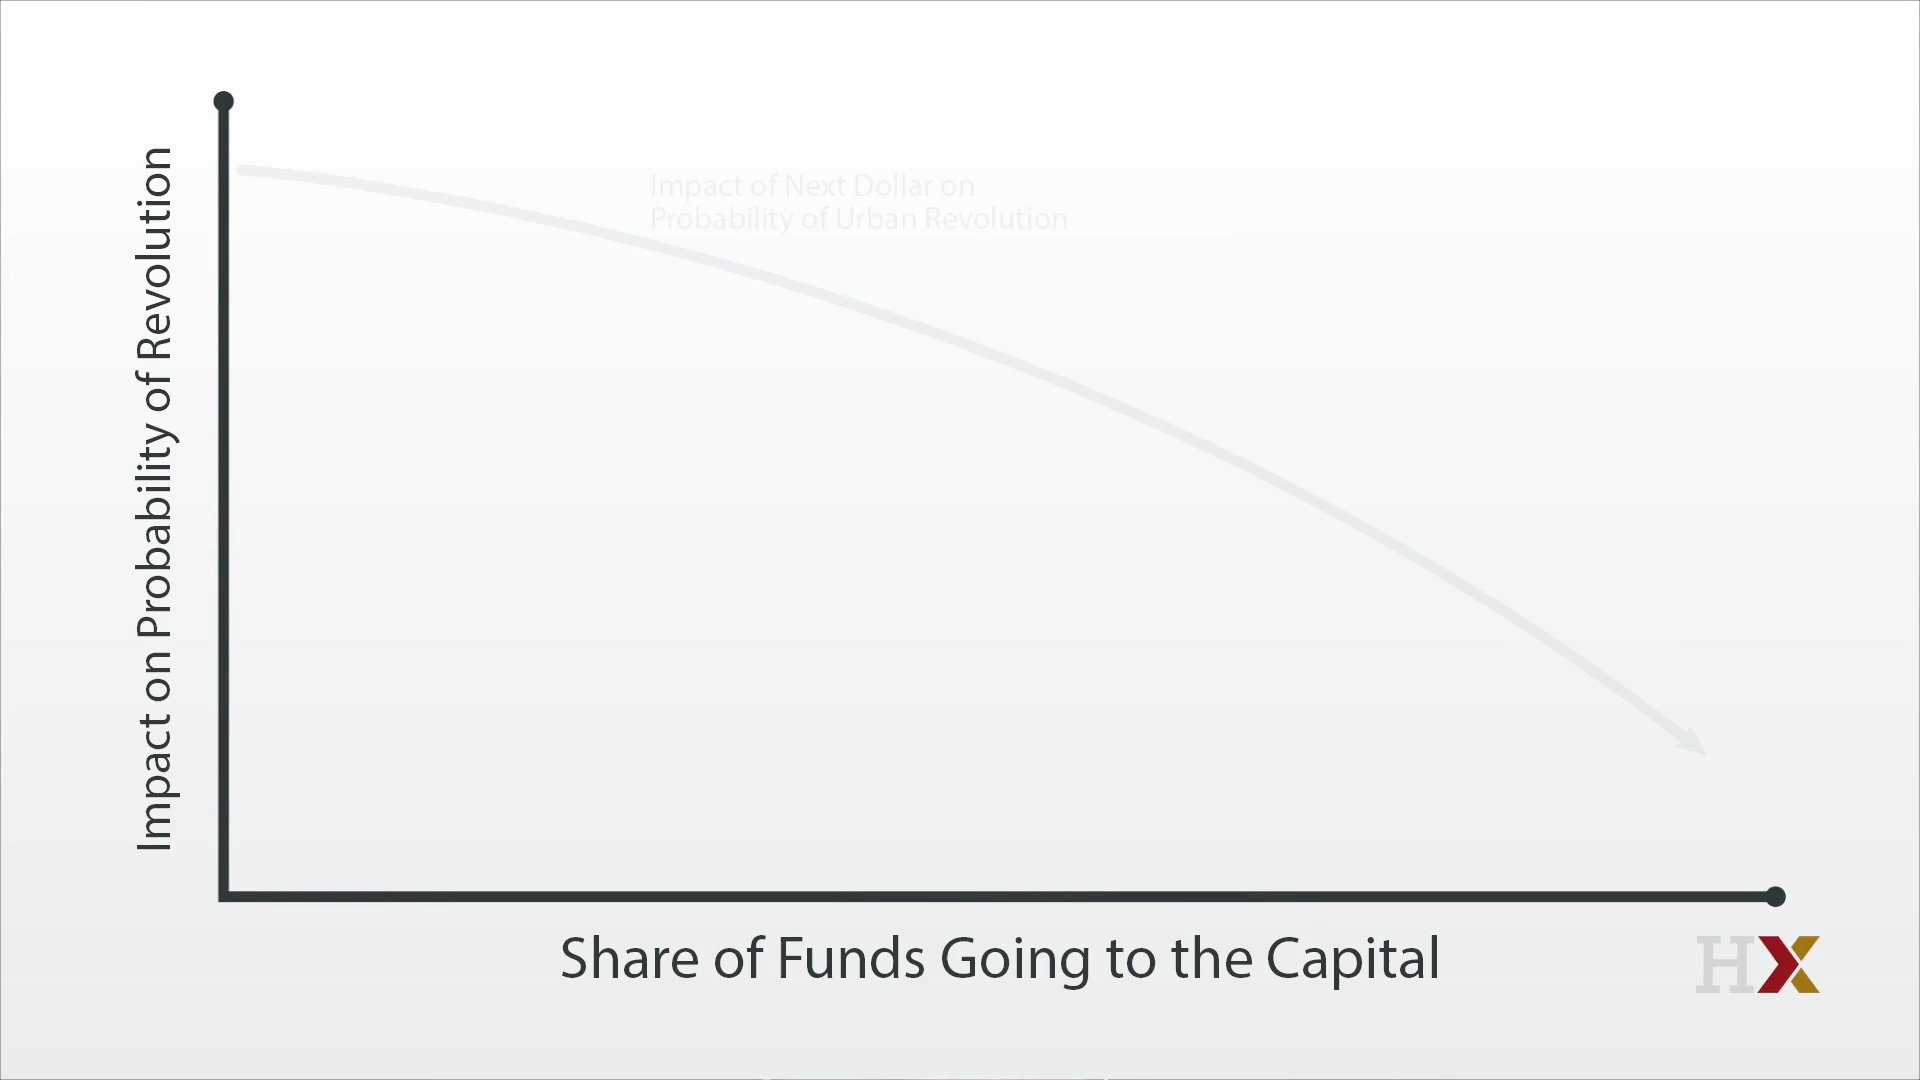 Impact on Probability of Revolution
Impact of Next Dollar on
Probability of Urban Revolution
Share of Funds Going to the Capital
HX